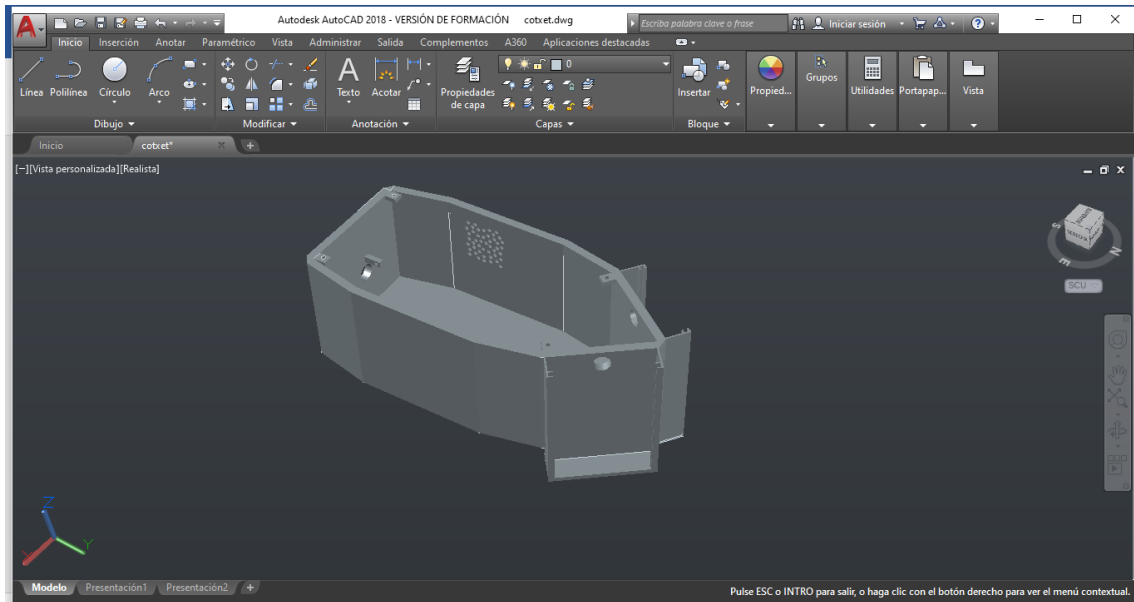 Autodesk AutoCAD 2018 - VERSIÓN DE FORMACIÓN cotxet.dwg
Escriba palabra clave o frase
Iniciar sesión
Inicio Inserción Anotar Paramétrico Vista Administrar Salida Complementos A360 Aplicaciones destacadas
0
Línea Polilínea Círculo Arco
Texto Acotar
Propiedades de capa
Insertar
Propied...
Grupos
Utilidades Portapap... Vista
Dibujo Modificar Anotación Capas Bloque
Inicio cotxet*
[−][Vista personalizada][Realista]
S E N
SCU
Z
Y
Modelo Presentación1 Presentación2
Pulse ESC o INTRO para salir, o haga clic con el botón derecho para ver el menú contextual.